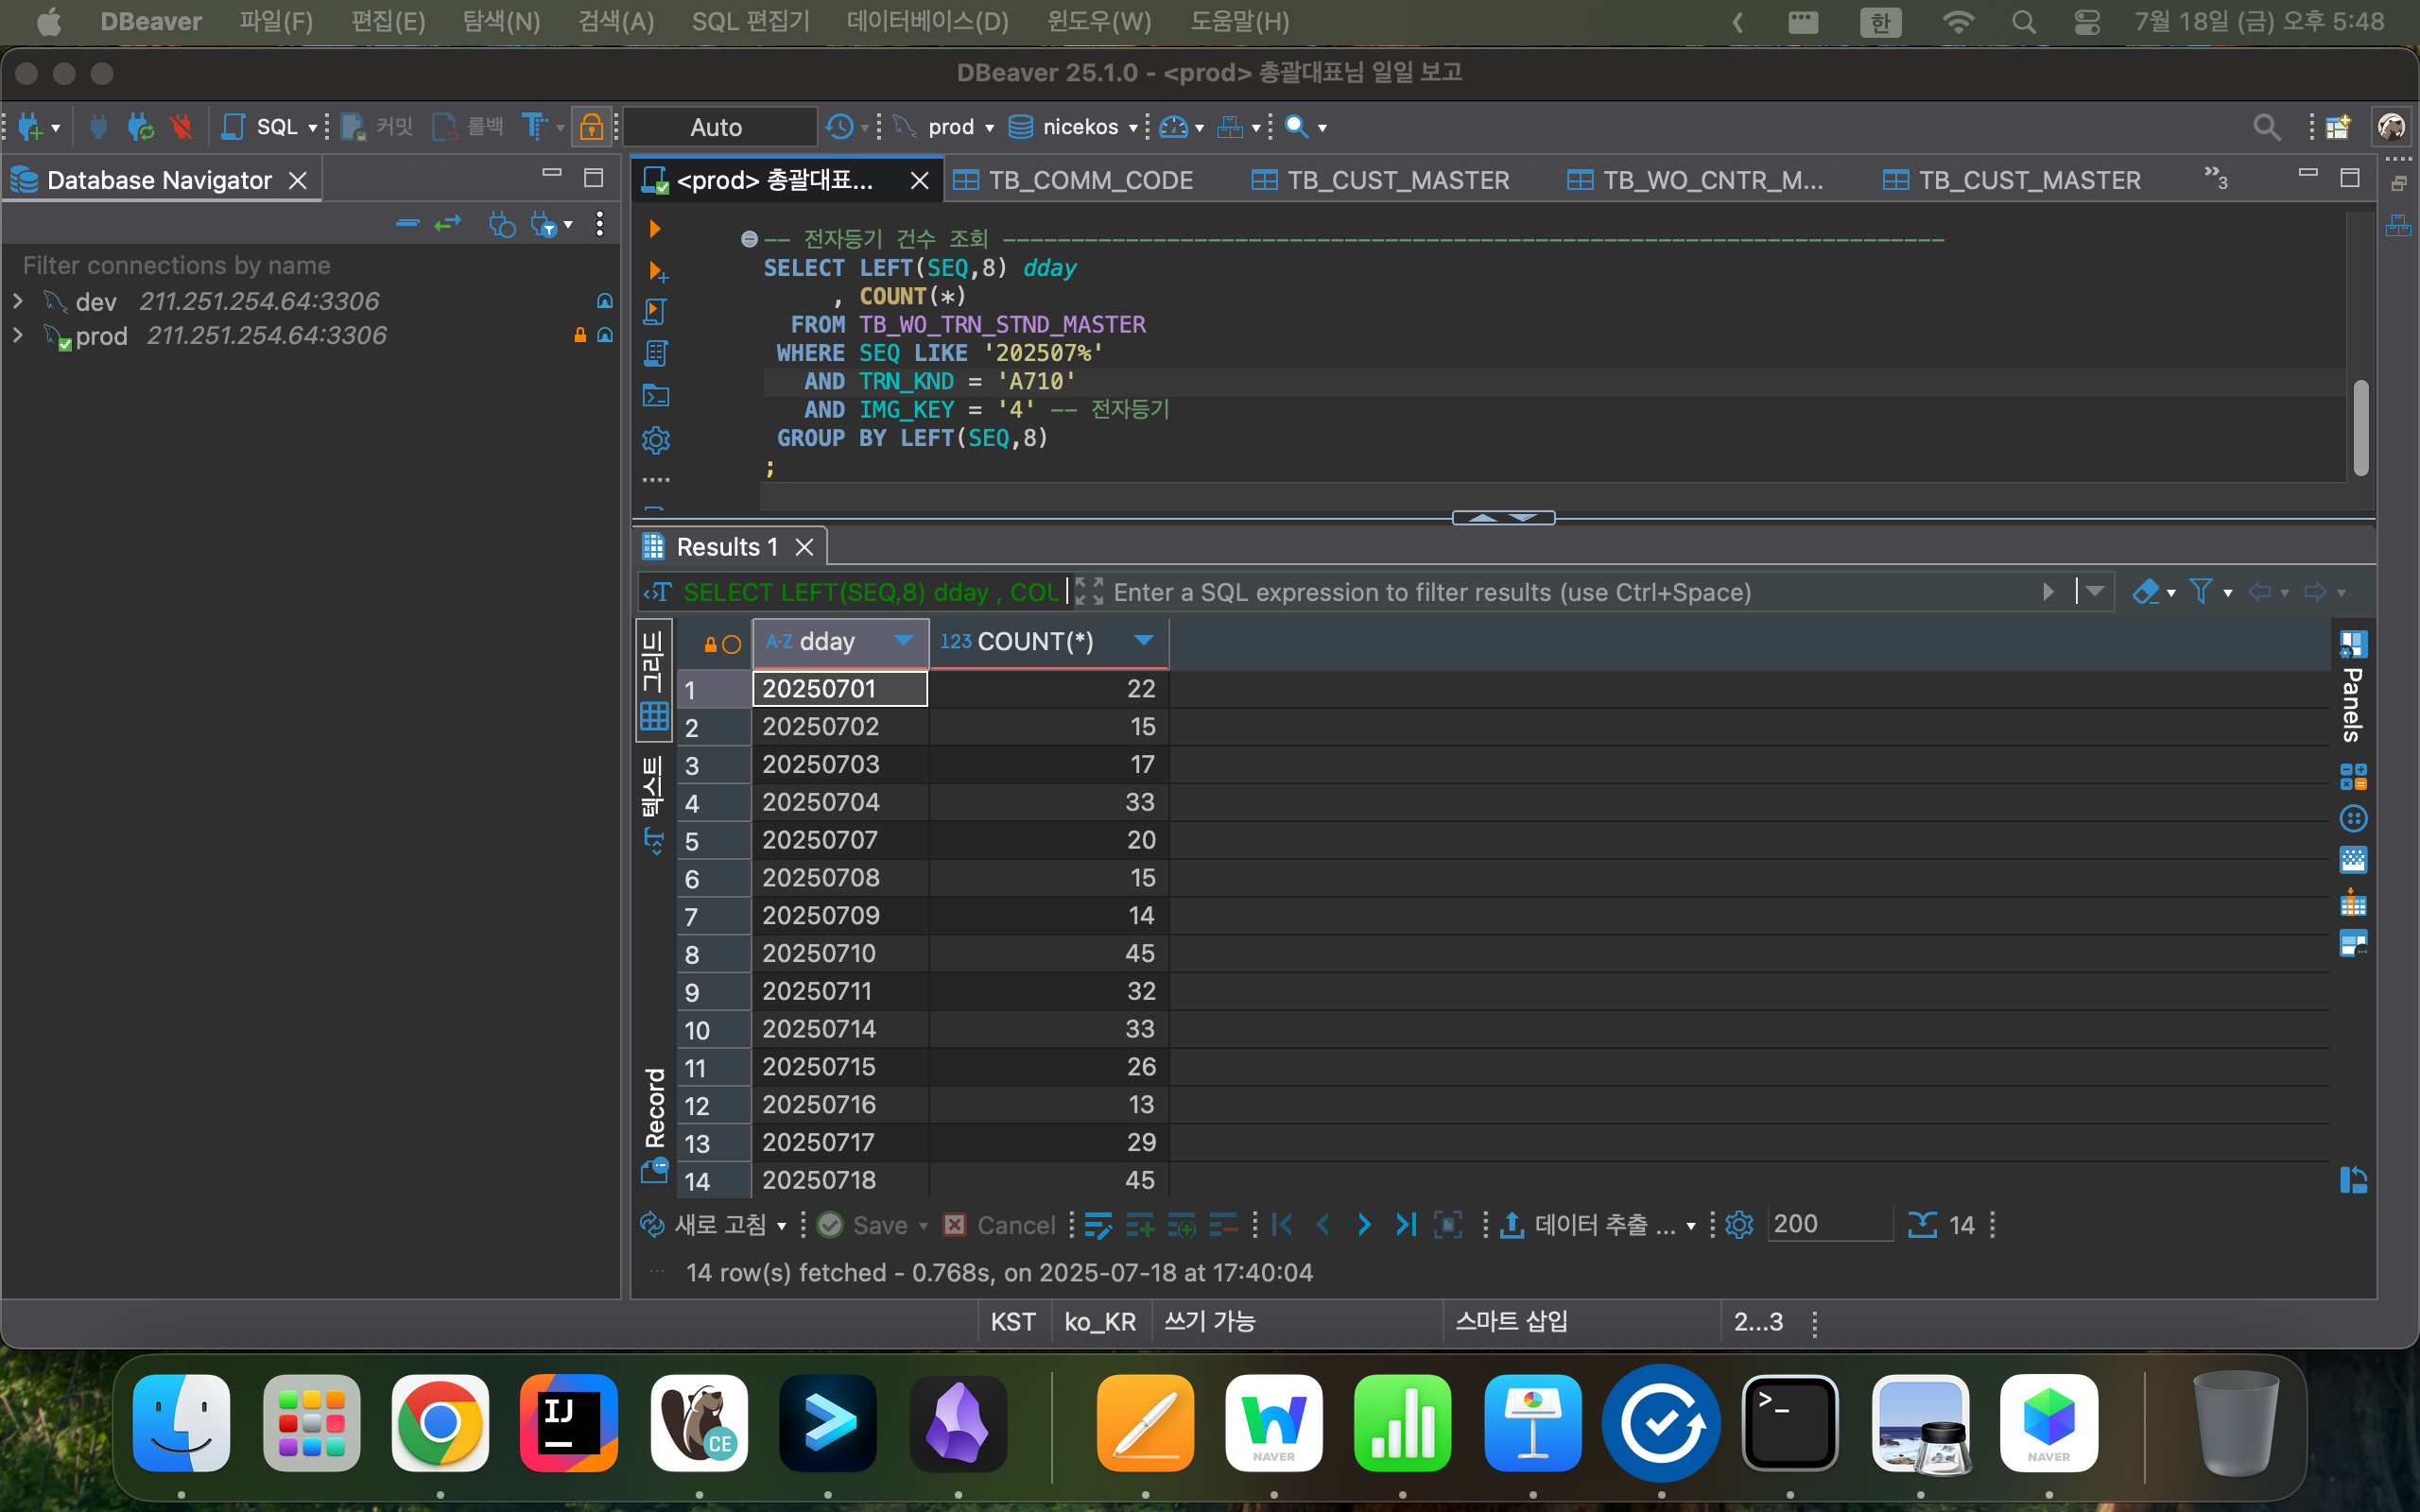 DBeaver 파일(F) 편집(E) 탐색(N) 검색(A) SQL 편집기 데이터베이스(D) 윈도우(W) 도움말(H) 한 7월 18일 (금) 오후 5:48
DBeaver 25.1.0 - <prod> 총괄대표님 일일 보고
SQL 커밋 롤백 Auto prod nicekos
Database Navigator
<prod> 총괄대표... TB_COMM_CODE TB_CUST_MASTER TB_WO_CNTR_M... TB_CUST_MASTER »3
Filter connections by name
dev 211.251.254.64:3306
prod 211.251.254.64:3306
-- 전자등기 건수 조회 ---------------------------------------------------------------------
SELECT LEFT(SEQ,8) dday
, COUNT(*)
FROM TB_WO_TRN_STND_MASTER
WHERE SEQ LIKE '202507%'
AND TRN_KND = 'A710'
AND IMG_KEY = '4' -- 전자등기
GROUP BY LEFT(SEQ,8)
;
Results 1
SELECT LEFT(SEQ,8) dday , COU Enter a SQL expression to filter results (use Ctrl+Space)
그리드
텍스트
Record
A-Z dday 123 COUNT(*)
1 20250701 22
2 20250702 15
3 20250703 17
4 20250704 33
5 20250707 20
6 20250708 15
7 20250709 14
8 20250710 45
9 20250711 32
10 20250714 33
11 20250715 26
12 20250716 13
13 20250717 29
14 20250718 45
Panels
새로 고침 Save Cancel 데이터 추출 ... 200 14
14 row(s) fetched - 0.768s, on 2025-07-18 at 17:40:04
KST ko_KR 쓰기 가능 스마트 삽입 2...3
IJ CE NAVER >_ NAVER